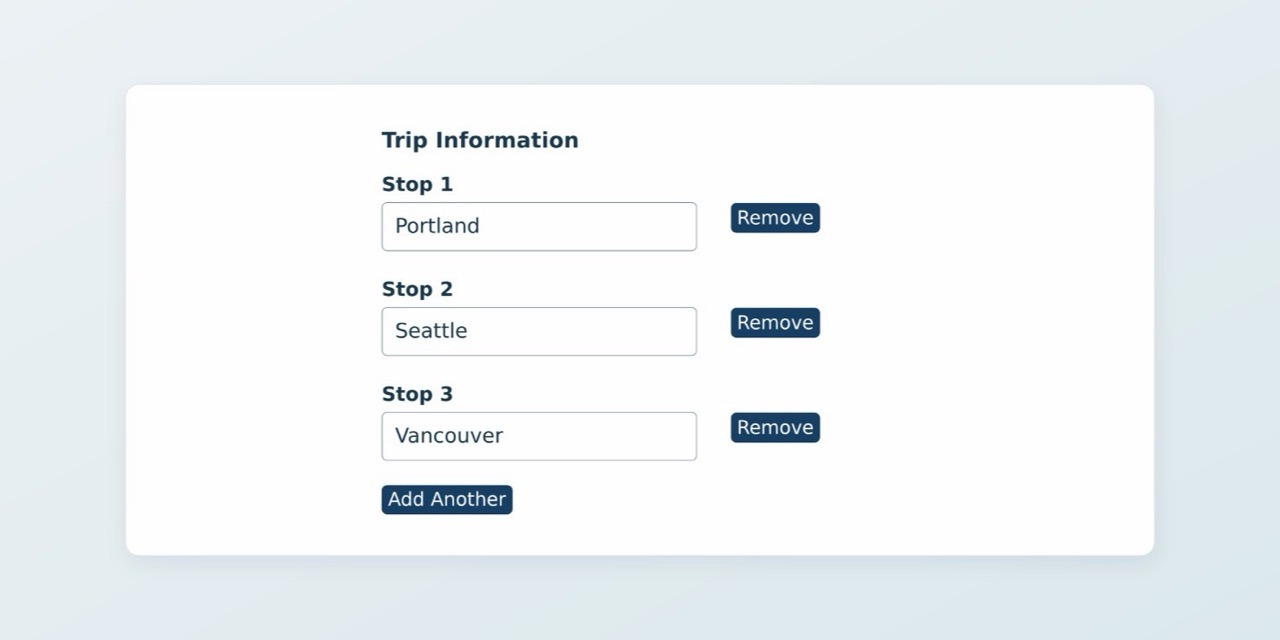 Trip Information
Stop 1
Portland
Remove
Stop 2
Seattle
Remove
Stop 3
Vancouver
Remove
Add Another